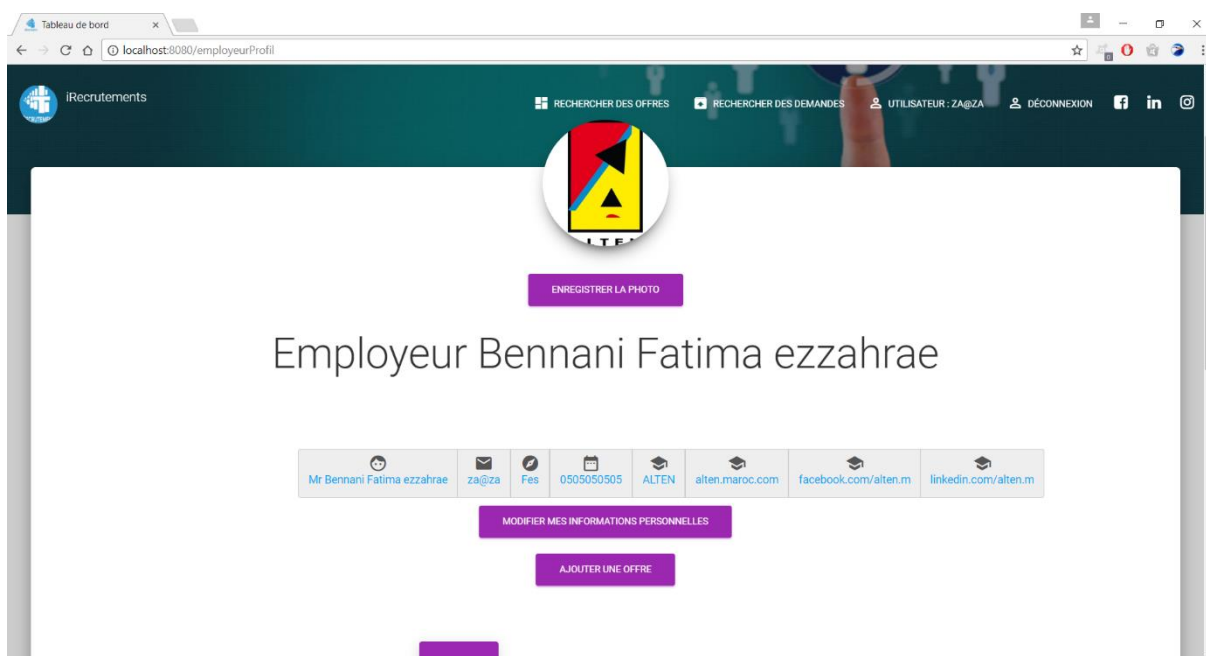 Tableau de bord
localhost:8080/employeurProfil
iRecrutements
RECHERCHER DES OFFRES
RECHERCHER DES DEMANDES
UTILISATEUR : ZA@ZA
DÉCONNEXION
ENREGISTRER LA PHOTO
Employeur Bennani Fatima ezzahrae
Mr Bennani Fatima ezzahrae
za@za
Fes
0505050505
ALTEN
alten.maroc.com
facebook.com/alten.m
linkedin.com/alten.m
MODIFIER MES INFORMATIONS PERSONNELLES
AJOUTER UNE OFFRE